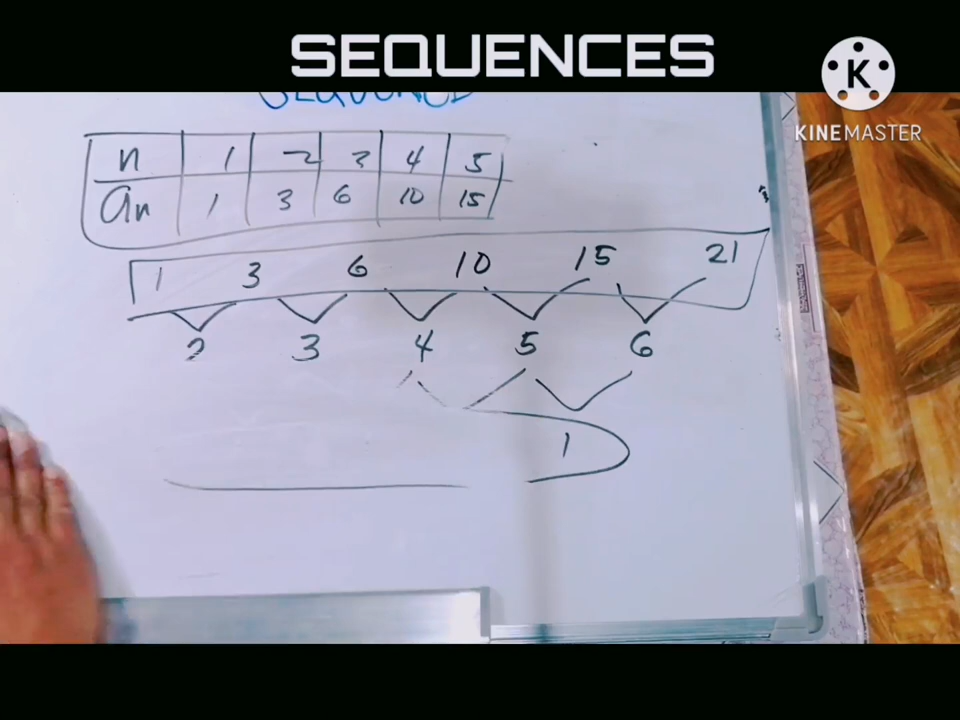 SEQUENCES
K
KINEMASTER
n 1 2 3 4 5
an 1 3 6 10 15
1 3 6 10 15 21
2 3 4 5 6
1